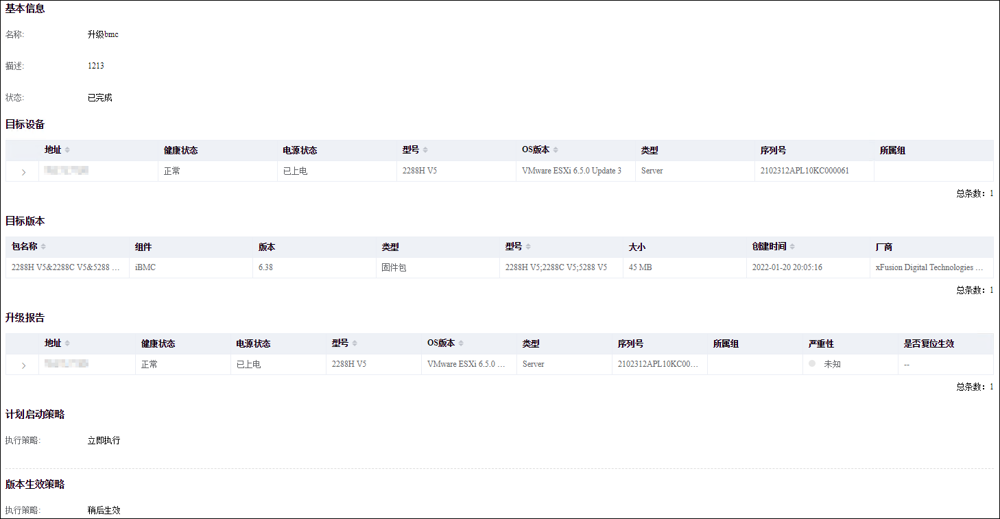 基本信息
名称: 升级bmc
描述: 1213
状态: 已完成
目标设备
地址 健康状态 电源状态 型号 OS版本 类型 序列号 所属组
正常 已上电 2288H V5 VMware ESXi 6.5.0 Update 3 Server 2102312APL10KC000061
总条数：1
目标版本
包名称 组件 版本 类型 型号 大小 创建时间 厂商
2288H V5&2288C V5&5288 … iBMC 6.38 固件包 2288H V5;2288C V5;5288 V5 45 MB 2022-01-20 20:05:16 xFusion Digital Technologies …
总条数：1
升级报告
地址 健康状态 电源状态 型号 OS版本 类型 序列号 所属组 严重性 是否复位生效
正常 已上电 2288H V5 VMware ESXi 6.5.0 … Server 2102312APL10KC00… 未知 --
总条数：1
计划启动策略
执行策略: 立即执行
版本生效策略
执行策略: 稍后生效